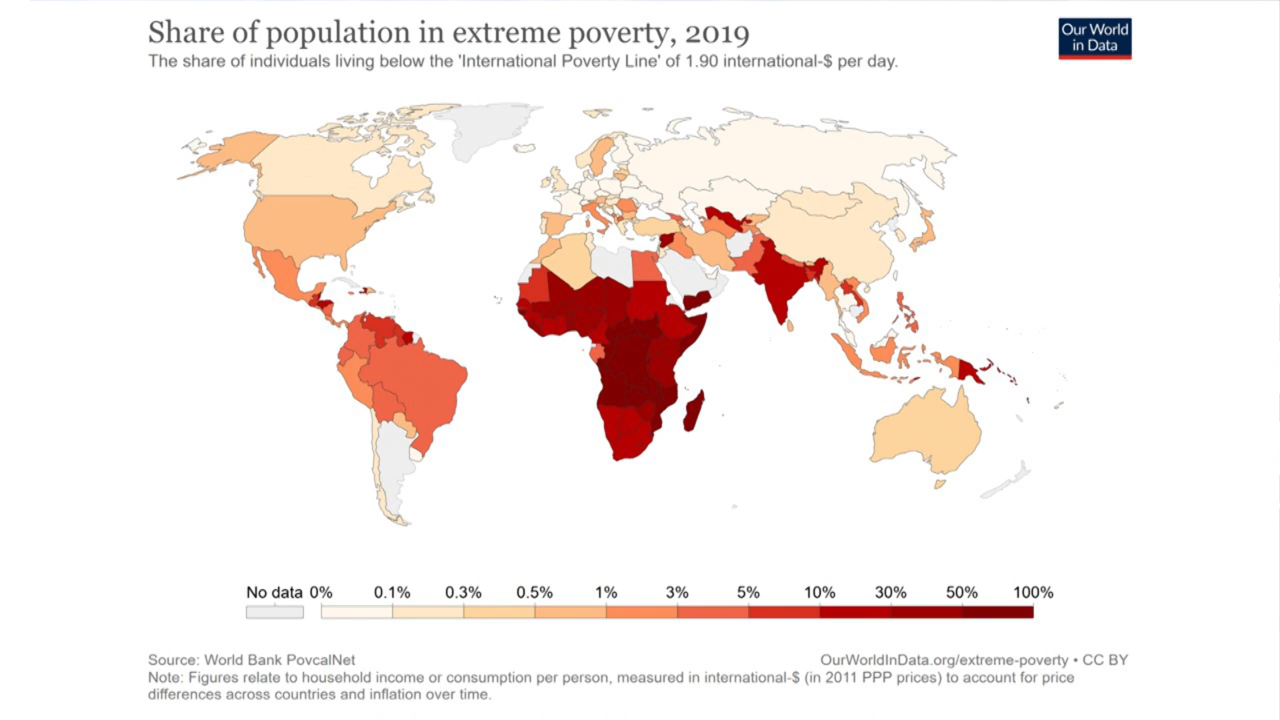 Share of population in extreme poverty, 2019
Our World
in Data
The share of individuals living below the 'International Poverty Line' of 1.90 international-$ per day.
No data 0% 0.1% 0.3% 0.5% 1% 3% 5% 10% 30% 50% 100%
Source: World Bank PovcalNet
OurWorldInData.org/extreme-poverty • CC BY
Note: Figures relate to household income or consumption per person, measured in international-$ (in 2011 PPP prices) to account for price
differences across countries and inflation over time.